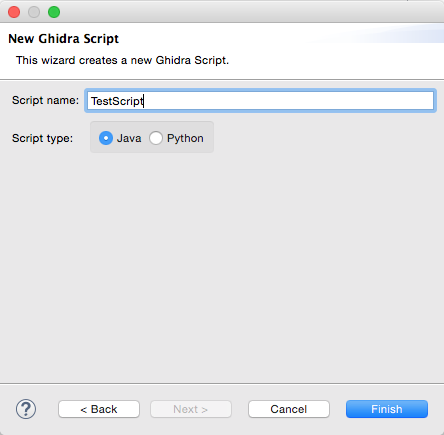 New Ghidra Script
This wizard creates a new Ghidra Script.
Script name: TestScript
Script type: Java Python
? < Back Next > Cancel Finish